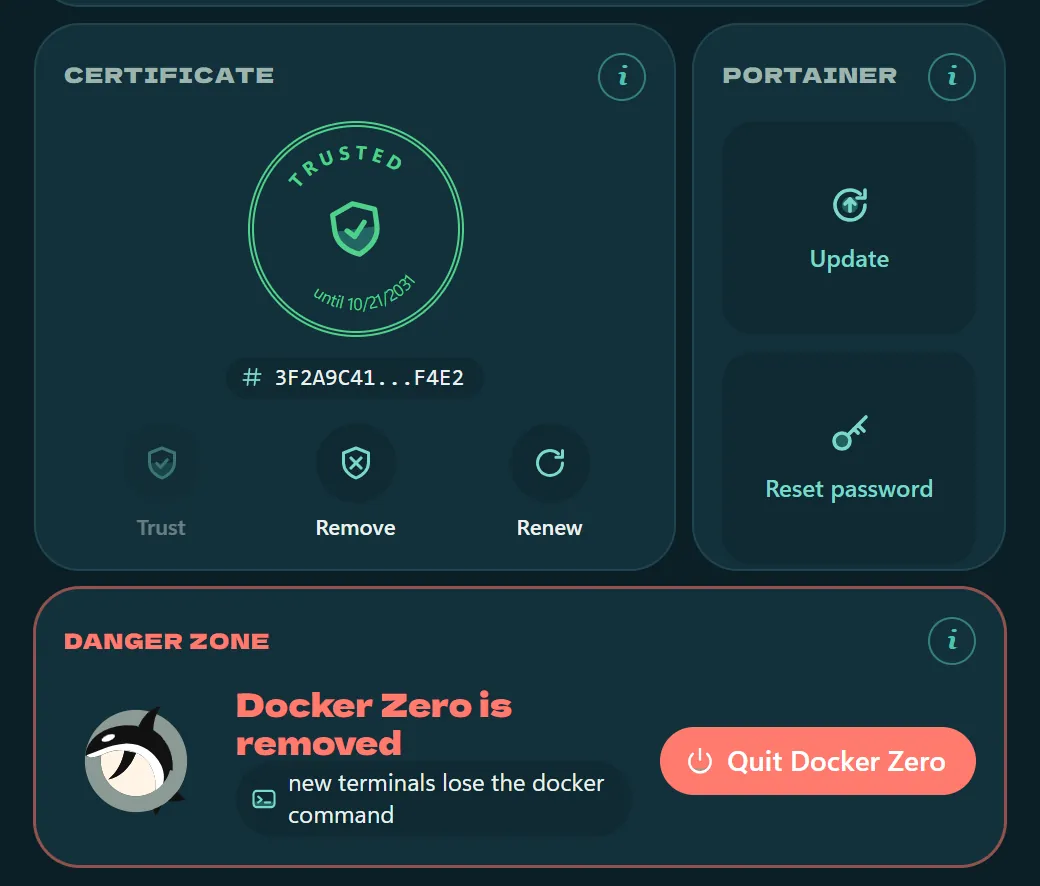 CERTIFICATE
TRUSTED
until 10/21/2031
# 3F2A9C41...F4E2
Trust
Remove
Renew
PORTAINER
Update
Reset password
DANGER ZONE
Docker Zero is
removed
new terminals lose the docker
command
Quit Docker Zero